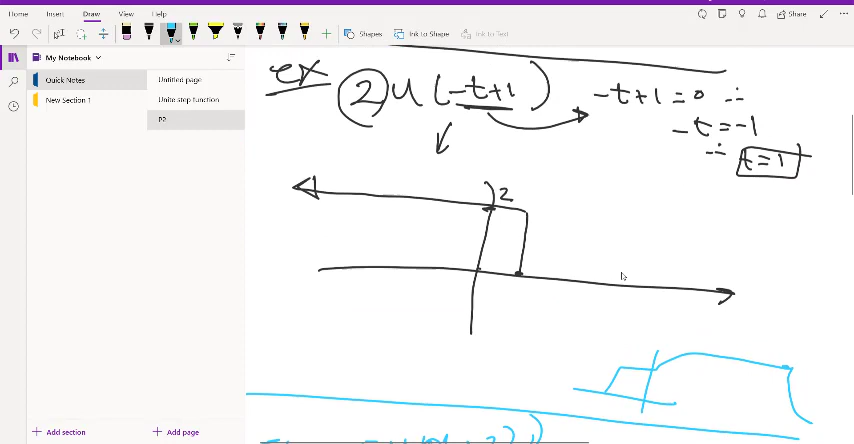 Home Insert Draw View Help Share
Shapes Ink to Shape Ink to Text
My Notebook
Quick Notes
New Section 1
Untitled page
Unite step function
P2
Add section
Add page
ex
2 u (-t+1) -t+1=0 ∴
-t=-1
∴ t=1
2